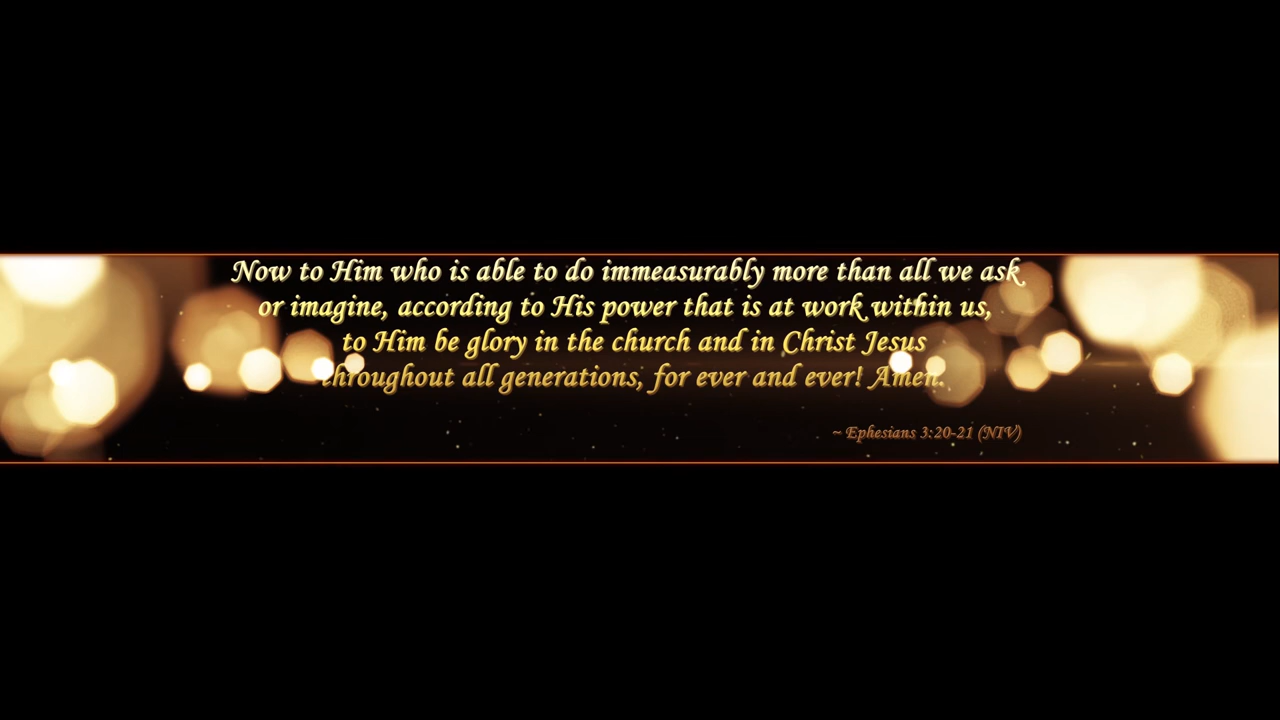 Now to Him who is able to do immeasurably more than all we ask
or imagine, according to His power that is at work within us,
to Him be glory in the church and in Christ Jesus
throughout all generations, for ever and ever! Amen.
~ Ephesians 3:20-21 (NIV)